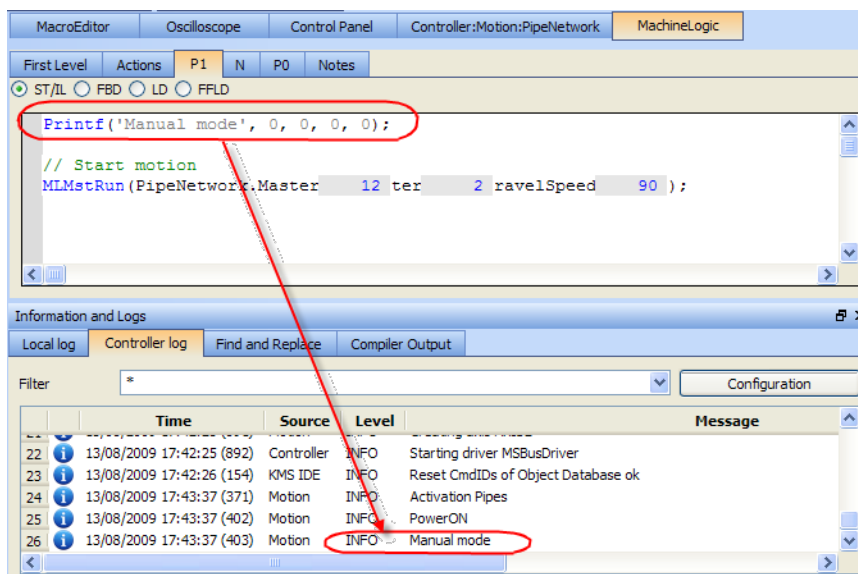 MacroEditor Oscilloscope Control Panel Controller:Motion:PipeNetwork MachineLogic
First Level Actions P1 N P0 Notes
ST/IL FBD LD FFLD
Printf('Manual mode', 0, 0, 0, 0);
// Start motion
MLMstRun(PipeNetwork.Master 12 ter 2 ravelSpeed 90 );
Information and Logs
Local log Controller log Find and Replace Compiler Output
Filter * Configuration
Time Source Level Message
22 13/08/2009 17:42:25 (892) Controller INFO Starting driver MSBusDriver
23 13/08/2009 17:42:26 (154) KMS IDE INFO Reset CmdIDs of Object Database ok
24 13/08/2009 17:43:37 (371) Motion INFO Activation Pipes
25 13/08/2009 17:43:37 (402) Motion INFO PowerON
26 13/08/2009 17:43:37 (403) Motion INFO Manual mode